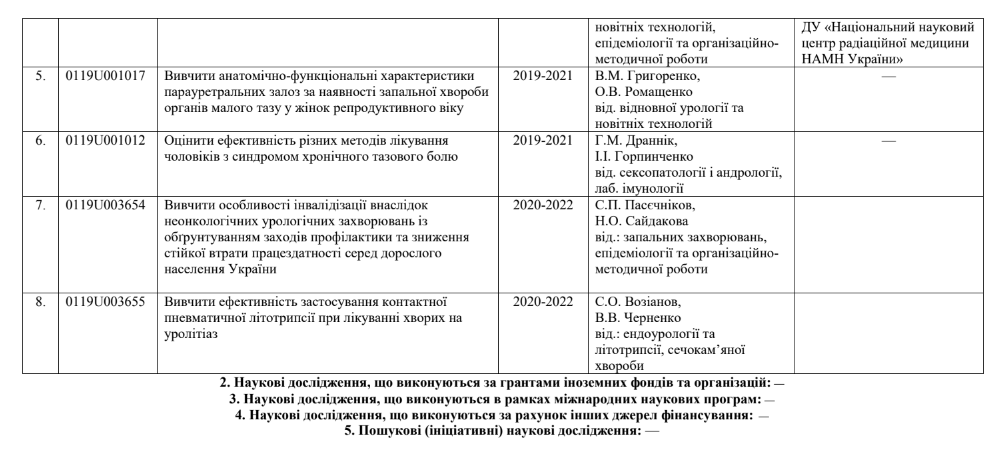 новітніх технологій,
епідеміології та організаційно-
методичної роботи
ДУ «Національний науковий
центр радіаційної медицини
НАМН України»
5.
0119U001017
Вивчити анатомічно-функціональні характеристики
парауретральних залоз за наявності запальної хвороби
органів малого тазу у жінок репродуктивного віку
2019-2021
В.М. Григоренко,
О.В. Ромащенко
від. відновної урології та
новітніх технологій
—
6.
0119U001012
Оцінити ефективність різних методів лікування
чоловіків з синдромом хронічного тазового болю
2019-2021
Г.М. Драннік,
І.І. Горпинченко
від. сексопатології і андрології,
лаб. імунології
—
7.
0119U003654
Вивчити особливості інвалідізації внаслідок
неонкологічних урологічних захворювань із
обґрунтуванням заходів профілактики та зниження
стійкої втрати працездатності серед дорослого
населення України
2020-2022
С.П. Пасєчніков,
Н.О. Сайдакова
від.: запальних захворювань,
епідеміології та організаційно-
методичної роботи
8.
0119U003655
Вивчити ефективність застосування контактної
пневматичної літотрипсії при лікуванні хворих на
уролітіаз
2020-2022
С.О. Возіанов,
В.В. Черненко
від.: ендоурології та
літотрипсії, сечокам’яної
хвороби
2. Наукові дослідження, що виконуються за грантами іноземних фондів та організацій: —
3. Наукові дослідження, що виконуються в рамках міжнародних наукових програм: —
4. Наукові дослідження, що виконуються за рахунок інших джерел фінансування: —
5. Пошукові (ініціативні) наукові дослідження: —